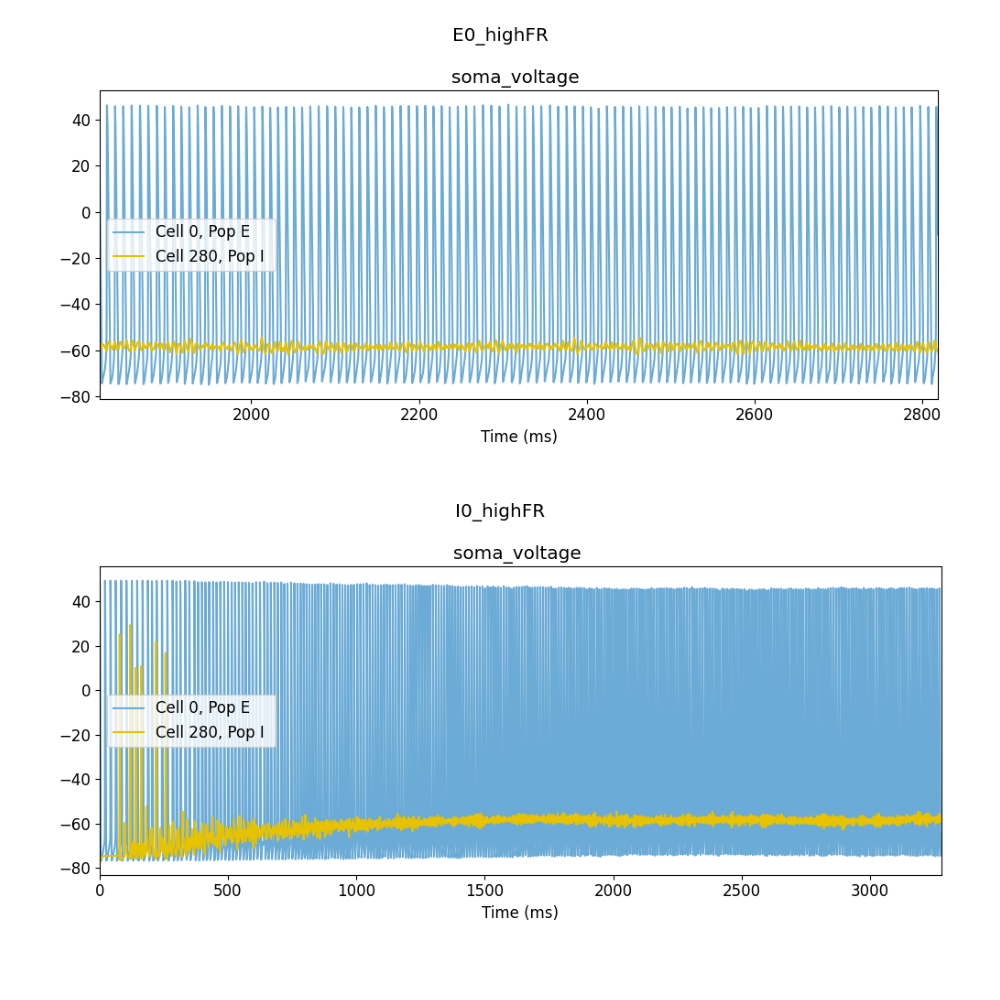 E0_highFR
soma_voltage
40
20
0
−20
−40
−60
−80
Cell 0, Pop E
Cell 280, Pop I
2000 2200 2400 2600 2800
Time (ms)
I0_highFR
soma_voltage
40
20
0
−20
−40
−60
−80
Cell 0, Pop E
Cell 280, Pop I
0 500 1000 1500 2000 2500 3000
Time (ms)